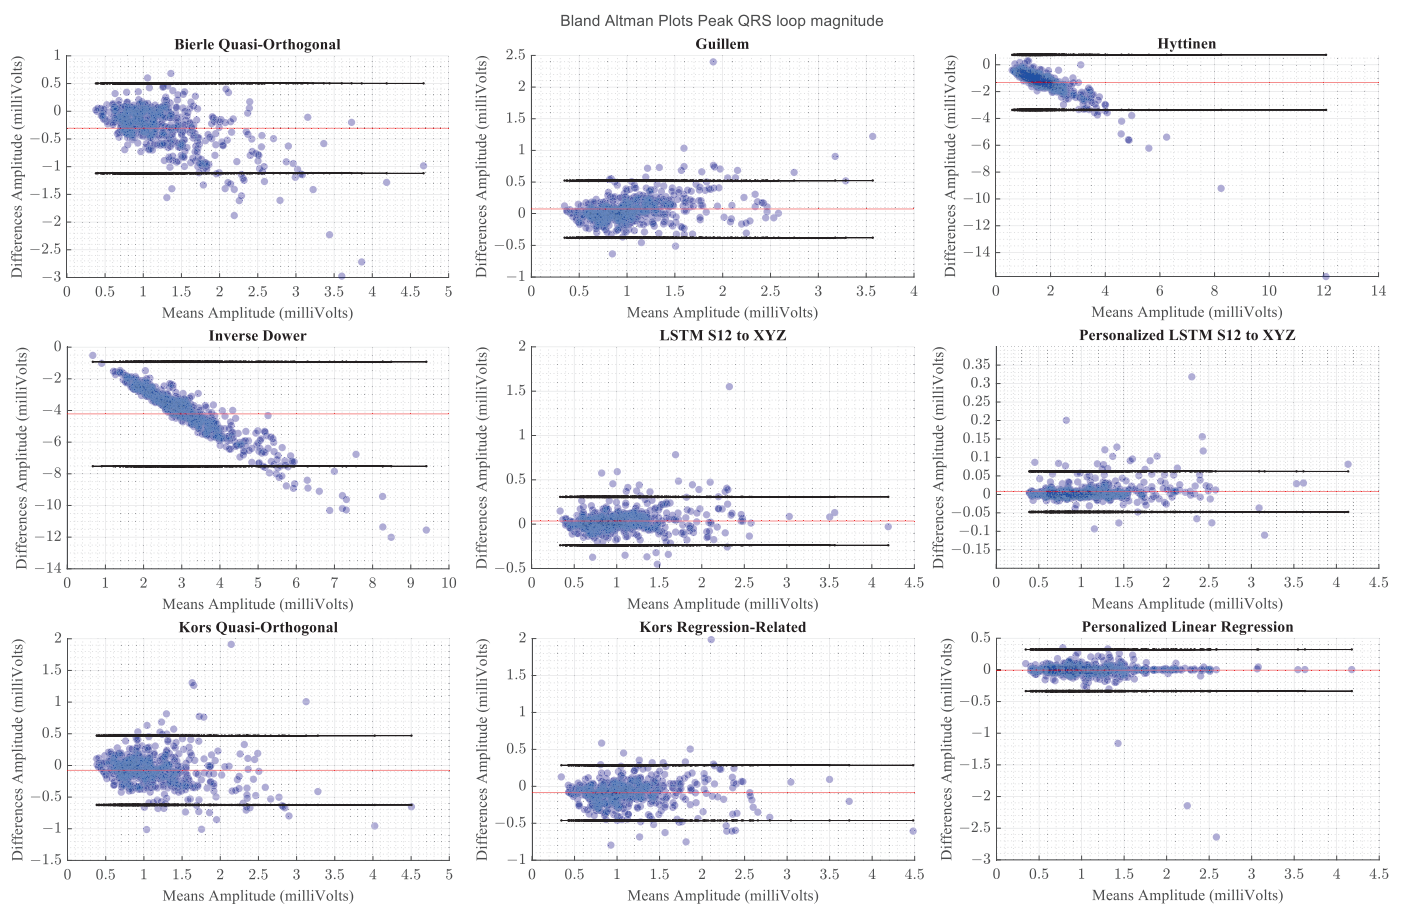 Bland Altman Plots Peak QRS loop magnitude
Bierle Quasi-Orthogonal
Differences Amplitude (milliVolts)
1
0.5
0
−0.5
−1
−1.5
−2
−2.5
−3
0 0.5 1 1.5 2 2.5 3 3.5 4 4.5 5
Means Amplitude (milliVolts)
Guillem
Differences Amplitude (milliVolts)
2.5
2
1.5
1
0.5
0
−0.5
−1
0 0.5 1 1.5 2 2.5 3 3.5 4
Means Amplitude (milliVolts)
Hyttinen
Differences Amplitude (milliVolts)
0
−2
−4
−6
−8
−10
−12
−14
0 2 4 6 8 10 12 14
Means Amplitude (milliVolts)
Inverse Dower
Differences Amplitude (milliVolts)
0
−2
−4
−6
−8
−10
−12
−14
0 1 2 3 4 5 6 7 8 9 10
Means Amplitude (milliVolts)
LSTM S12 to XYZ
Differences Amplitude (milliVolts)
2
1.5
1
0.5
0
−0.5
0 0.5 1 1.5 2 2.5 3 3.5 4 4.5
Means Amplitude (milliVolts)
Personalized LSTM S12 to XYZ
Differences Amplitude (milliVolts)
0.35
0.3
0.25
0.2
0.15
0.1
0.05
0
−0.05
−0.1
−0.15
0 0.5 1 1.5 2 2.5 3 3.5 4 4.5
Means Amplitude (milliVolts)
Kors Quasi-Orthogonal
Differences Amplitude (milliVolts)
2
1.5
1
0.5
0
−0.5
−1
−1.5
0 0.5 1 1.5 2 2.5 3 3.5 4 4.5 5
Means Amplitude (milliVolts)
Kors Regression-Related
Differences Amplitude (milliVolts)
2
1.5
1
0.5
0
−0.5
−1
0 0.5 1 1.5 2 2.5 3 3.5 4 4.5
Means Amplitude (milliVolts)
Personalized Linear Regression
Differences Amplitude (milliVolts)
0.5
0
−0.5
−1
−1.5
−2
−2.5
−3
0 0.5 1 1.5 2 2.5 3 3.5 4 4.5
Means Amplitude (milliVolts)